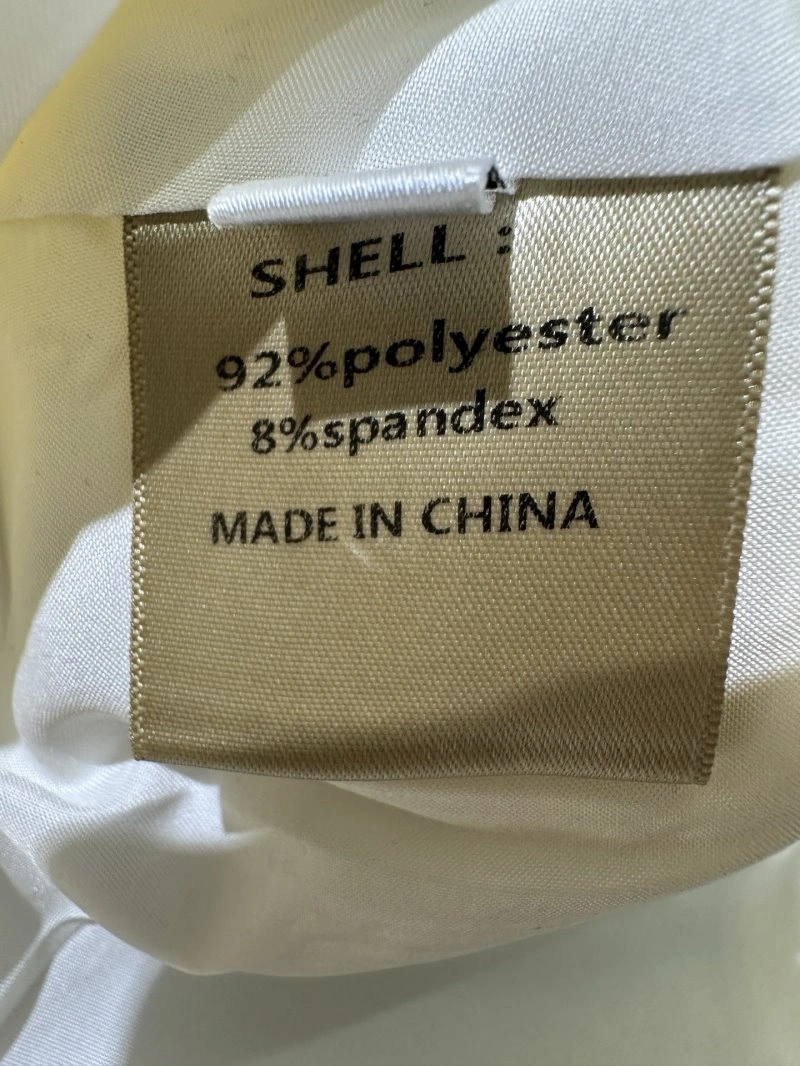 SHELL :
92%polyester
8%spandex
MADE IN CHINA